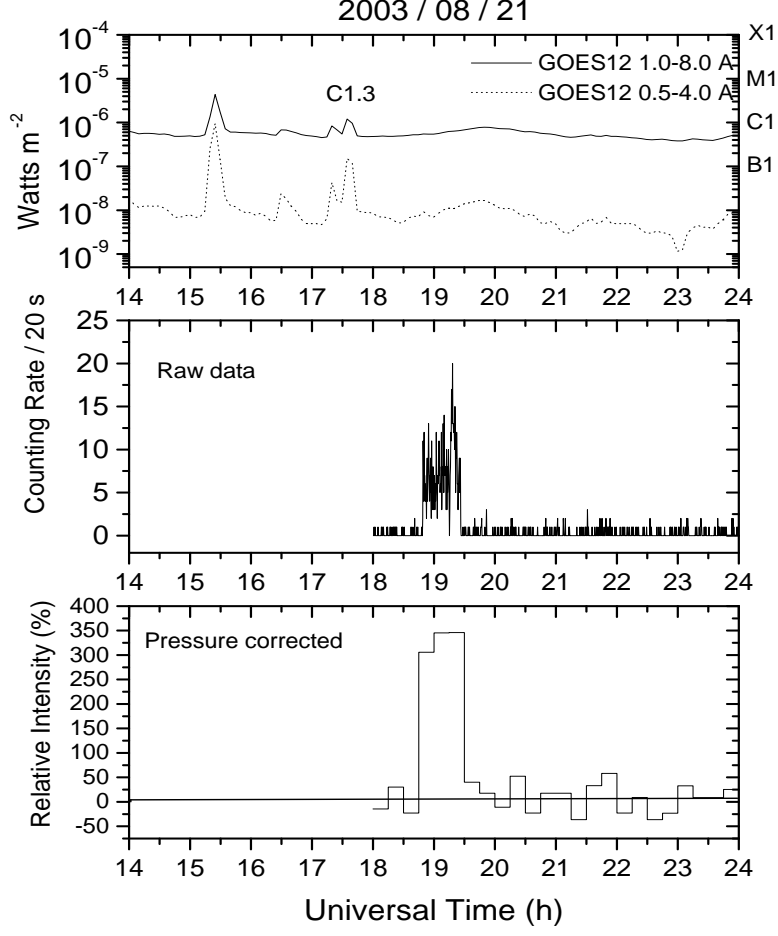 2003 / 08 / 21
10^-4
10^-5
10^-6
10^-7
10^-8
10^-9
Watts m^-2
GOES12 1.0-8.0 A
GOES12 0.5-4.0 A
C1.3
X1
M1
C1
B1
14 15 16 17 18 19 20 21 22 23 24
25
20
15
10
5
0
Counting Rate / 20 s
Raw data
14 15 16 17 18 19 20 21 22 23 24
400
350
300
250
200
150
100
50
0
-50
Relative Intensity (%)
Pressure corrected
14 15 16 17 18 19 20 21 22 23 24
Universal Time (h)